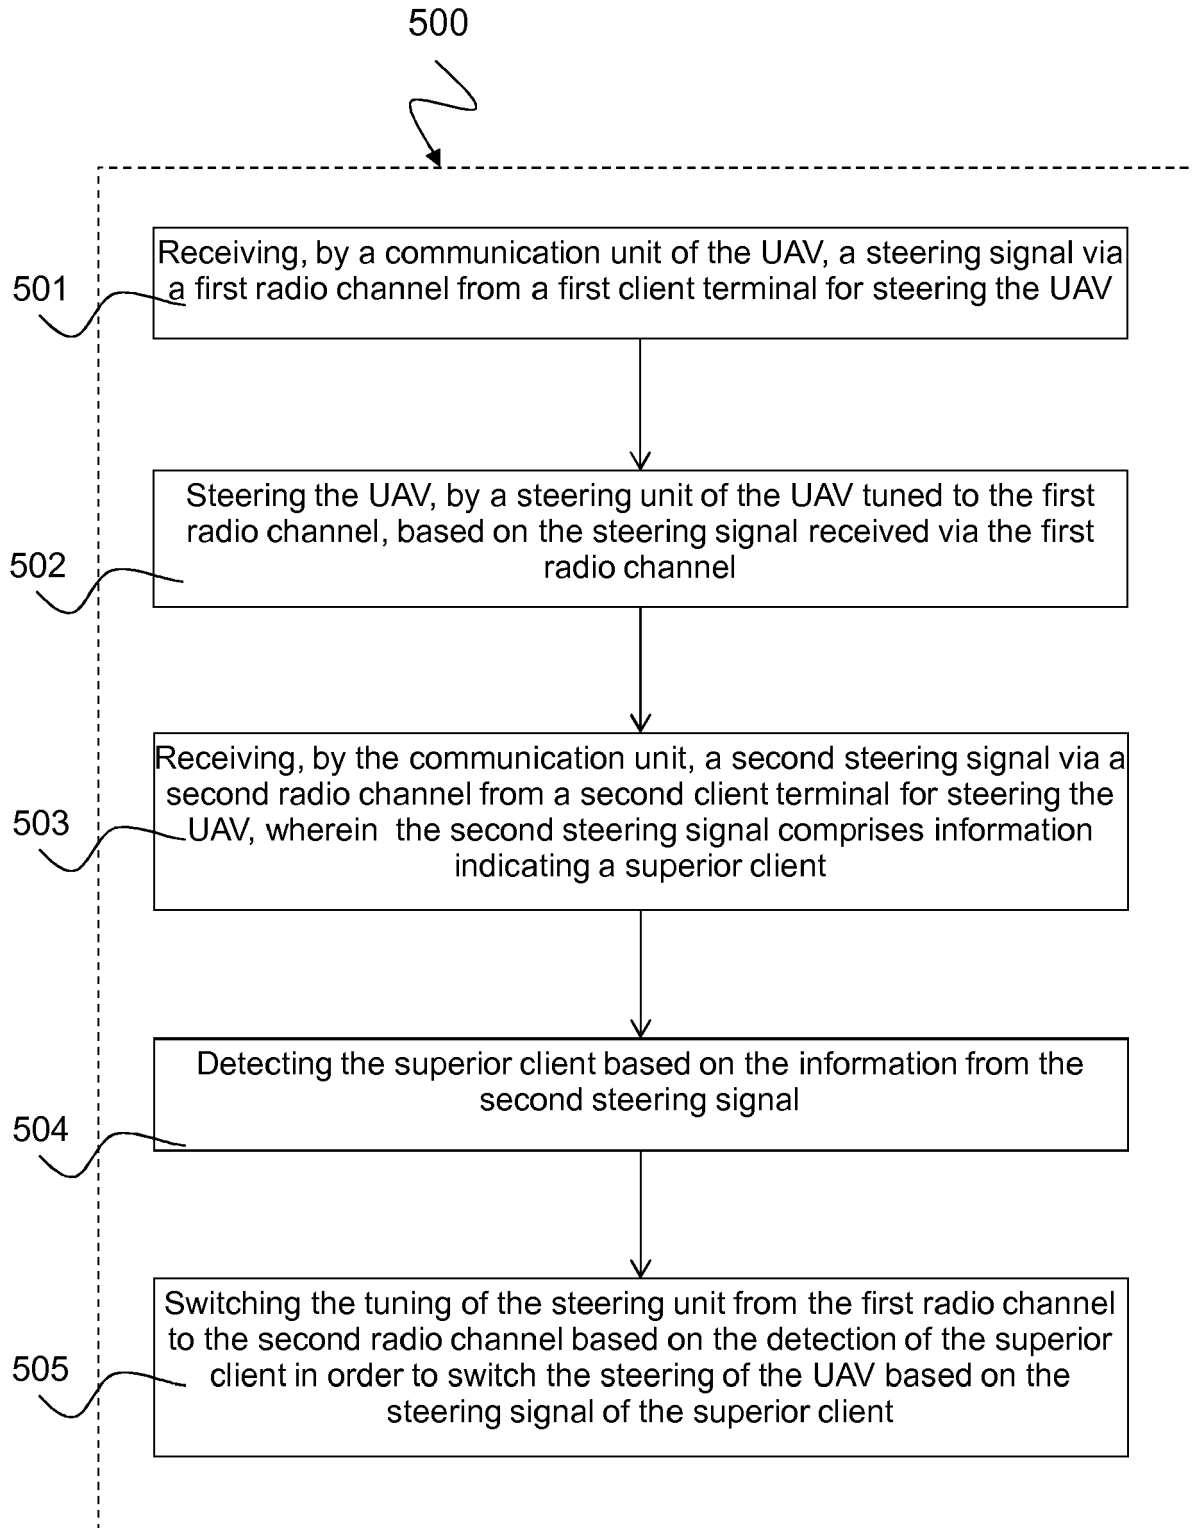 500
501
Receiving, by a communication unit of the UAV, a steering signal via
a first radio channel from a first client terminal for steering the UAV
502
Steering the UAV, by a steering unit of the UAV tuned to the first
radio channel, based on the steering signal received via the first
radio channel
503
Receiving, by the communication unit, a second steering signal via a
second radio channel from a second client terminal for steering the
UAV, wherein the second steering signal comprises information
indicating a superior client
504
Detecting the superior client based on the information from the
second steering signal
505
Switching the tuning of the steering unit from the first radio channel
to the second radio channel based on the detection of the superior
client in order to switch the steering of the UAV based on the
steering signal of the superior client